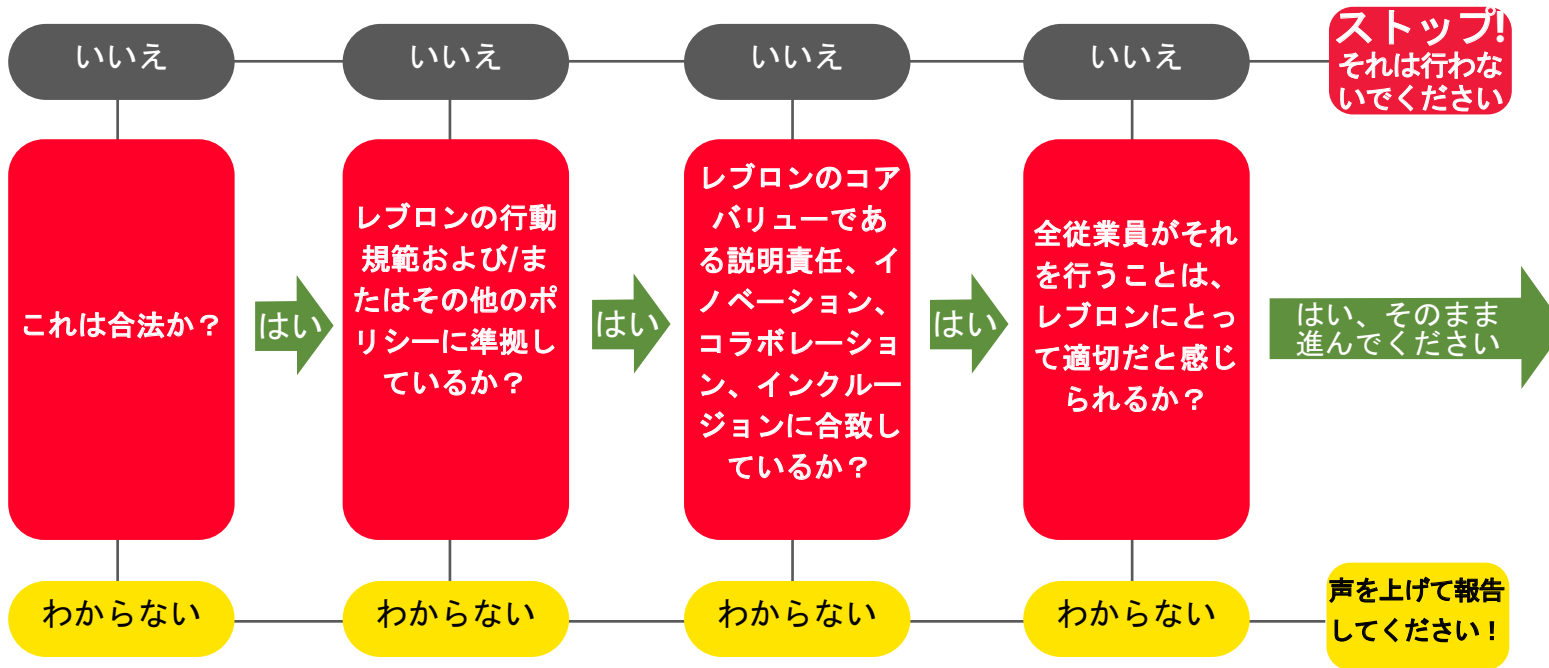 いいえ
いいえ
いいえ
いいえ
ストップ!
それは行わな
いでください
これは合法か？
はい
レブロンの行動
規範および/ま
たはその他のポ
リシーに準拠し
ているか？
はい
レブロンのコア
バリューであ
る説明責任、イ
ノベーション、
コラボレーショ
ン、インクルー
ジョンに合致し
ているか？
はい
全従業員がそれ
を行うことは、
レブロンにとっ
て適切だと感じ
られるか？
はい、そのまま
進んでください
わからない
わからない
わからない
わからない
声を上げて報告
してください！